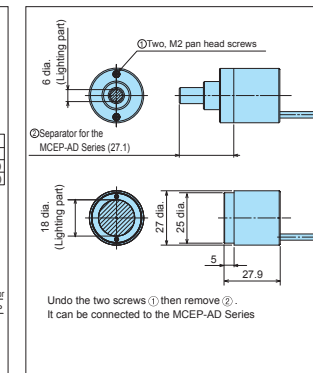 ①Two, M2 pan head screws
6 dia.
(Lighting part)
②Separator for the
MCEP-AD Series (27.1)
18 dia.
(Lighting part)
27 dia.
25 dia.
5
27.9
Undo the two screws ① then remove ② .
It can be connected to the MCEP-AD Series